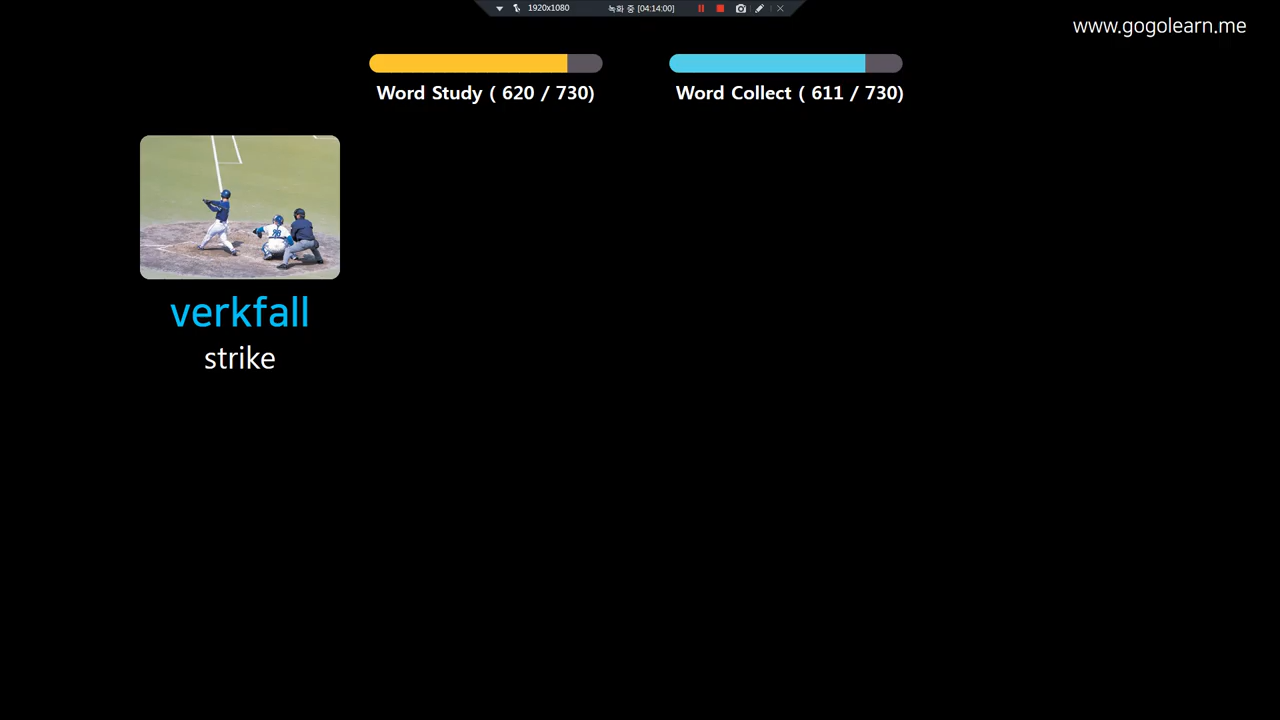 1920x1080 녹화 중 [04:14:00]
www.gogolearn.me
Word Study ( 620 / 730)
Word Collect ( 611 / 730)
verkfall
strike